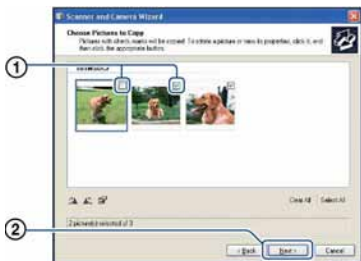 Scanner and Camera Wizard
Choose Pictures to Copy
Pictures with check marks will be copied. To rotate a picture or view its properties, click it, and
then click the appropriate button.
1
Clear All Select All
2 picture(s) selected of 3
2
< Back Next > Cancel